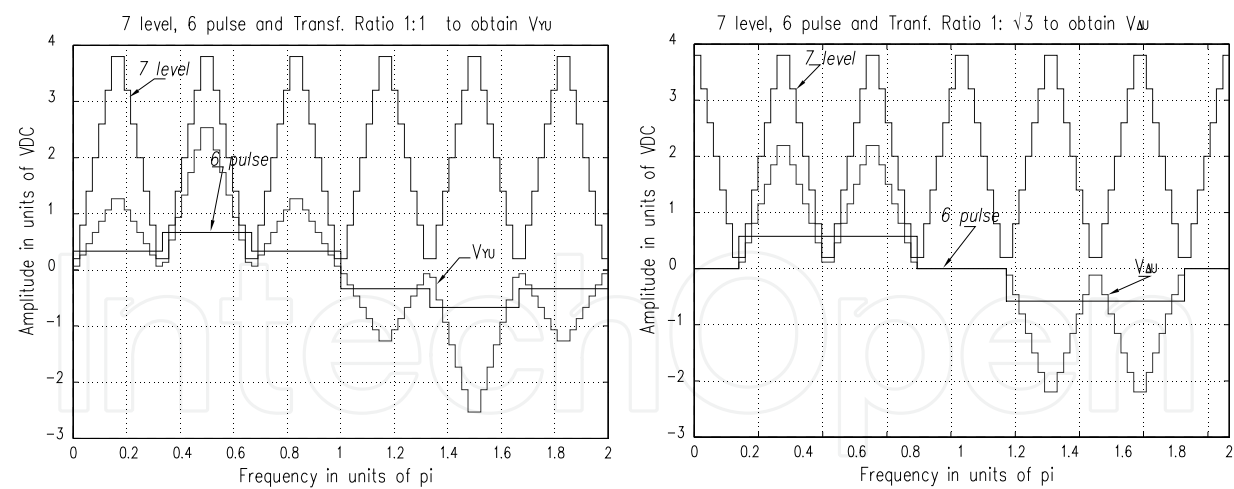 7 level, 6 pulse and Transf. Ratio 1:1 to obtain VYU
4
3
2
1
0
−1
−2
−3
Amplitude in units of VDC
7 level
6 pulse
VYU
0 0.2 0.4 0.6 0.8 1 1.2 1.4 1.6 1.8 2
Frequency in units of pi
7 level, 6 pulse and Tranf. Ratio 1: √3 to obtain VΔU
4
3
2
1
0
−1
−2
−3
Amplitude in units of VDC
7 level
6 pulse
VΔU
0 0.2 0.4 0.6 0.8 1 1.2 1.4 1.6 1.8 2
Frequency in units of pi
IntechOpen